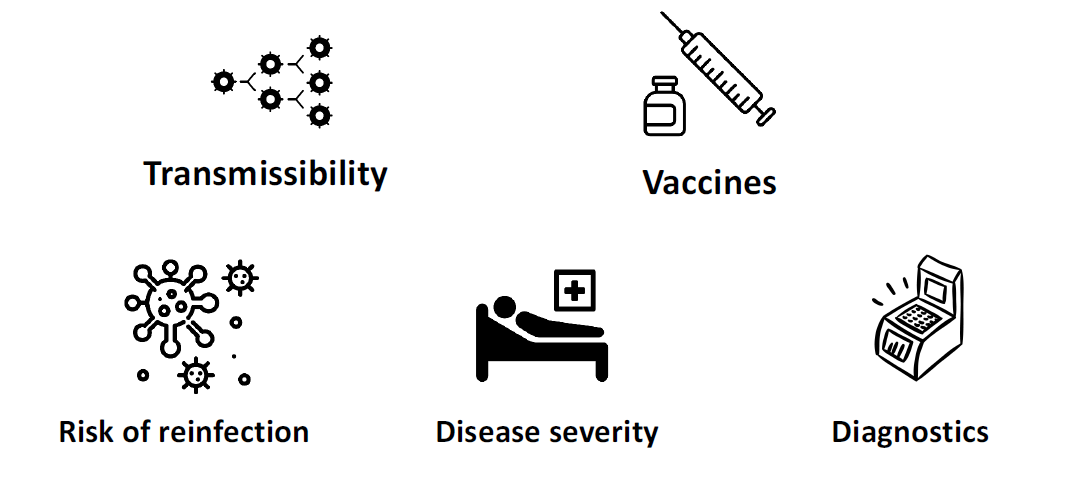 Transmissibility
Vaccines
Risk of reinfection
Disease severity
Diagnostics